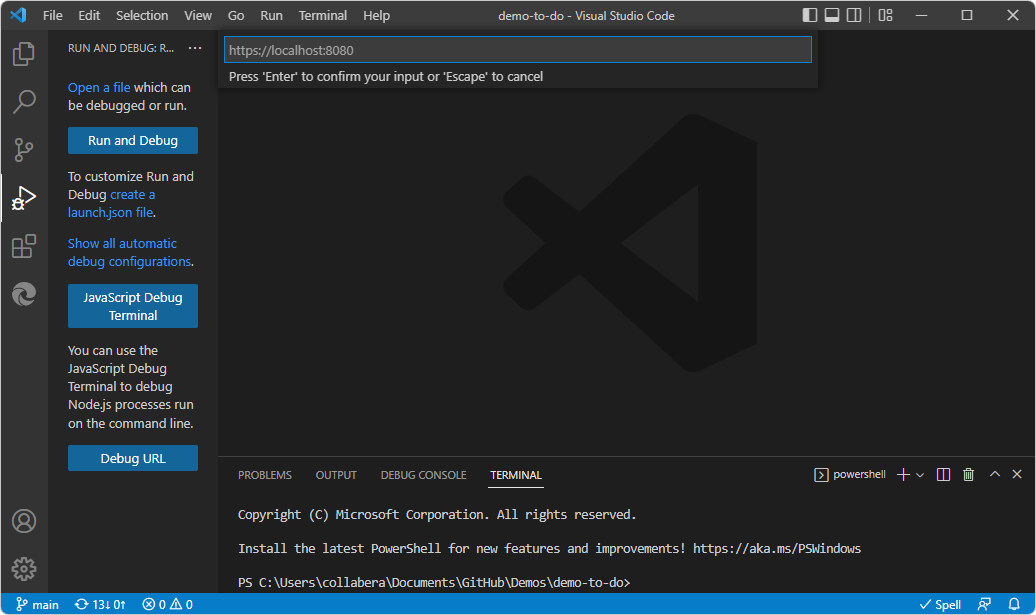 File Edit Selection View Go Run Terminal Help demo-to-do - Visual Studio Code
RUN AND DEBUG: R... ...
https://localhost:8080
Press 'Enter' to confirm your input or 'Escape' to cancel
Open a file which can
be debugged or run.
Run and Debug
To customize Run and
Debug create a
launch.json file.
Show all automatic
debug configurations.
JavaScript Debug
Terminal
You can use the
JavaScript Debug
Terminal to debug
Node.js processes run
on the command line.
Debug URL
PROBLEMS OUTPUT DEBUG CONSOLE TERMINAL powershell
Copyright (C) Microsoft Corporation. All rights reserved.
Install the latest PowerShell for new features and improvements! https://aka.ms/PSWindows
PS C:\Users\collabera\Documents\GitHub\Demos\demo-to-do>
main 13↓ 0↑ 0 0 Spell